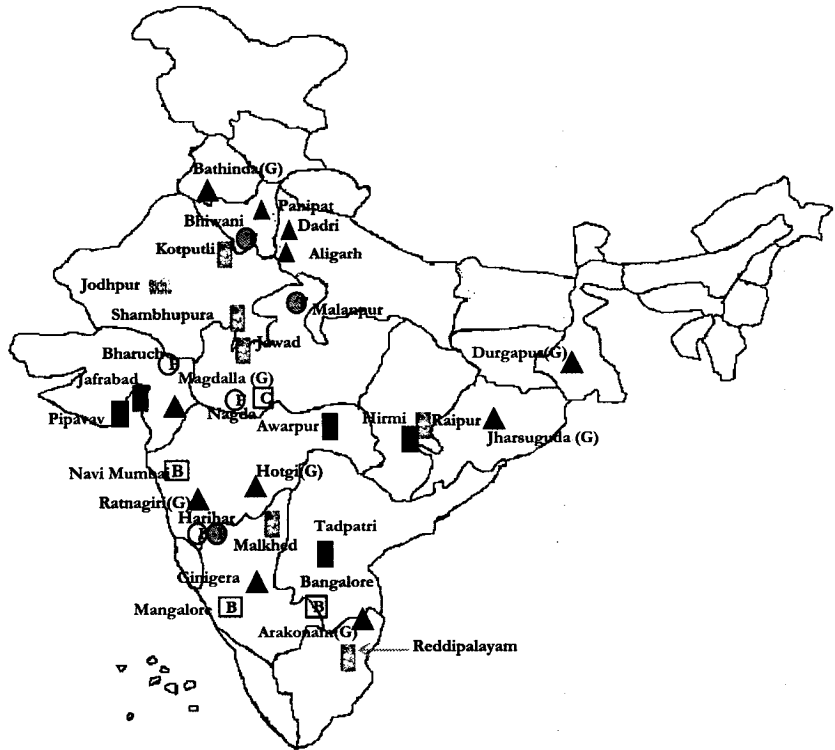 Bathinda(G)
Panipat
Bhiwani
Dadri
Kotputli
Aligarh
Jodhpur
Shambhupura
Malanpur
Jawad
Bharuch
F
Durgapur(G)
Jafrabad
Magdalla (G)
F
C
Pipavav
Nagda
Awarpur
Hirmi
Raipur
Jharsuguda (G)
Navi Mumbai
B
Hotgi(G)
Ratnagiri(G)
Harihar
Malkhed
Tadpatri
Ginigera
Bangalore
Mangalore
B
B
Arakonam(G)
Reddipalayam